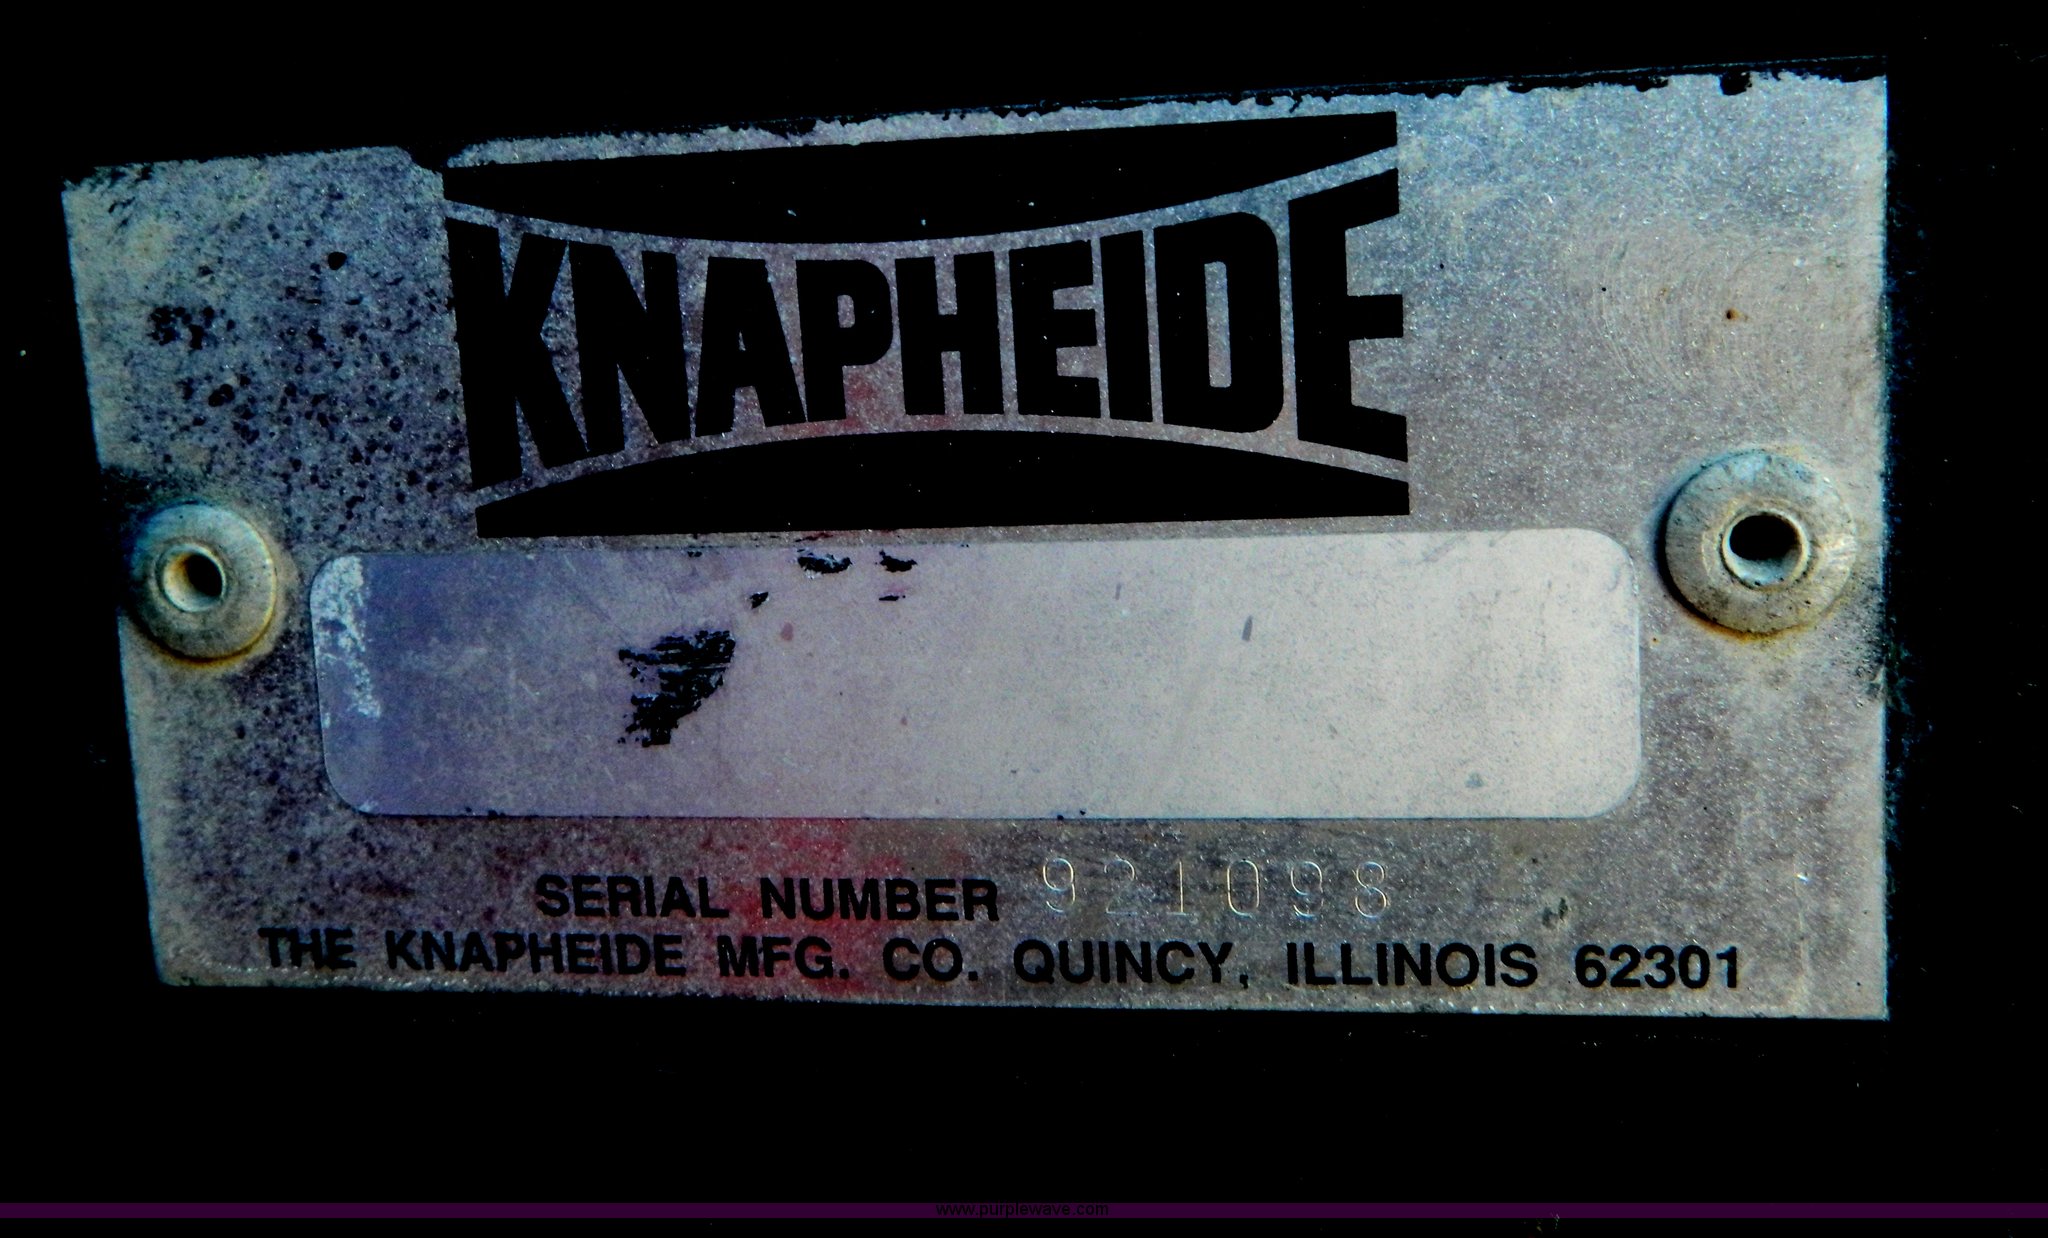 KNAPHEIDE
SERIAL NUMBER 921098
THE KNAPHEIDE MFG. CO. QUINCY, ILLINOIS 62301
www.purplewave.com